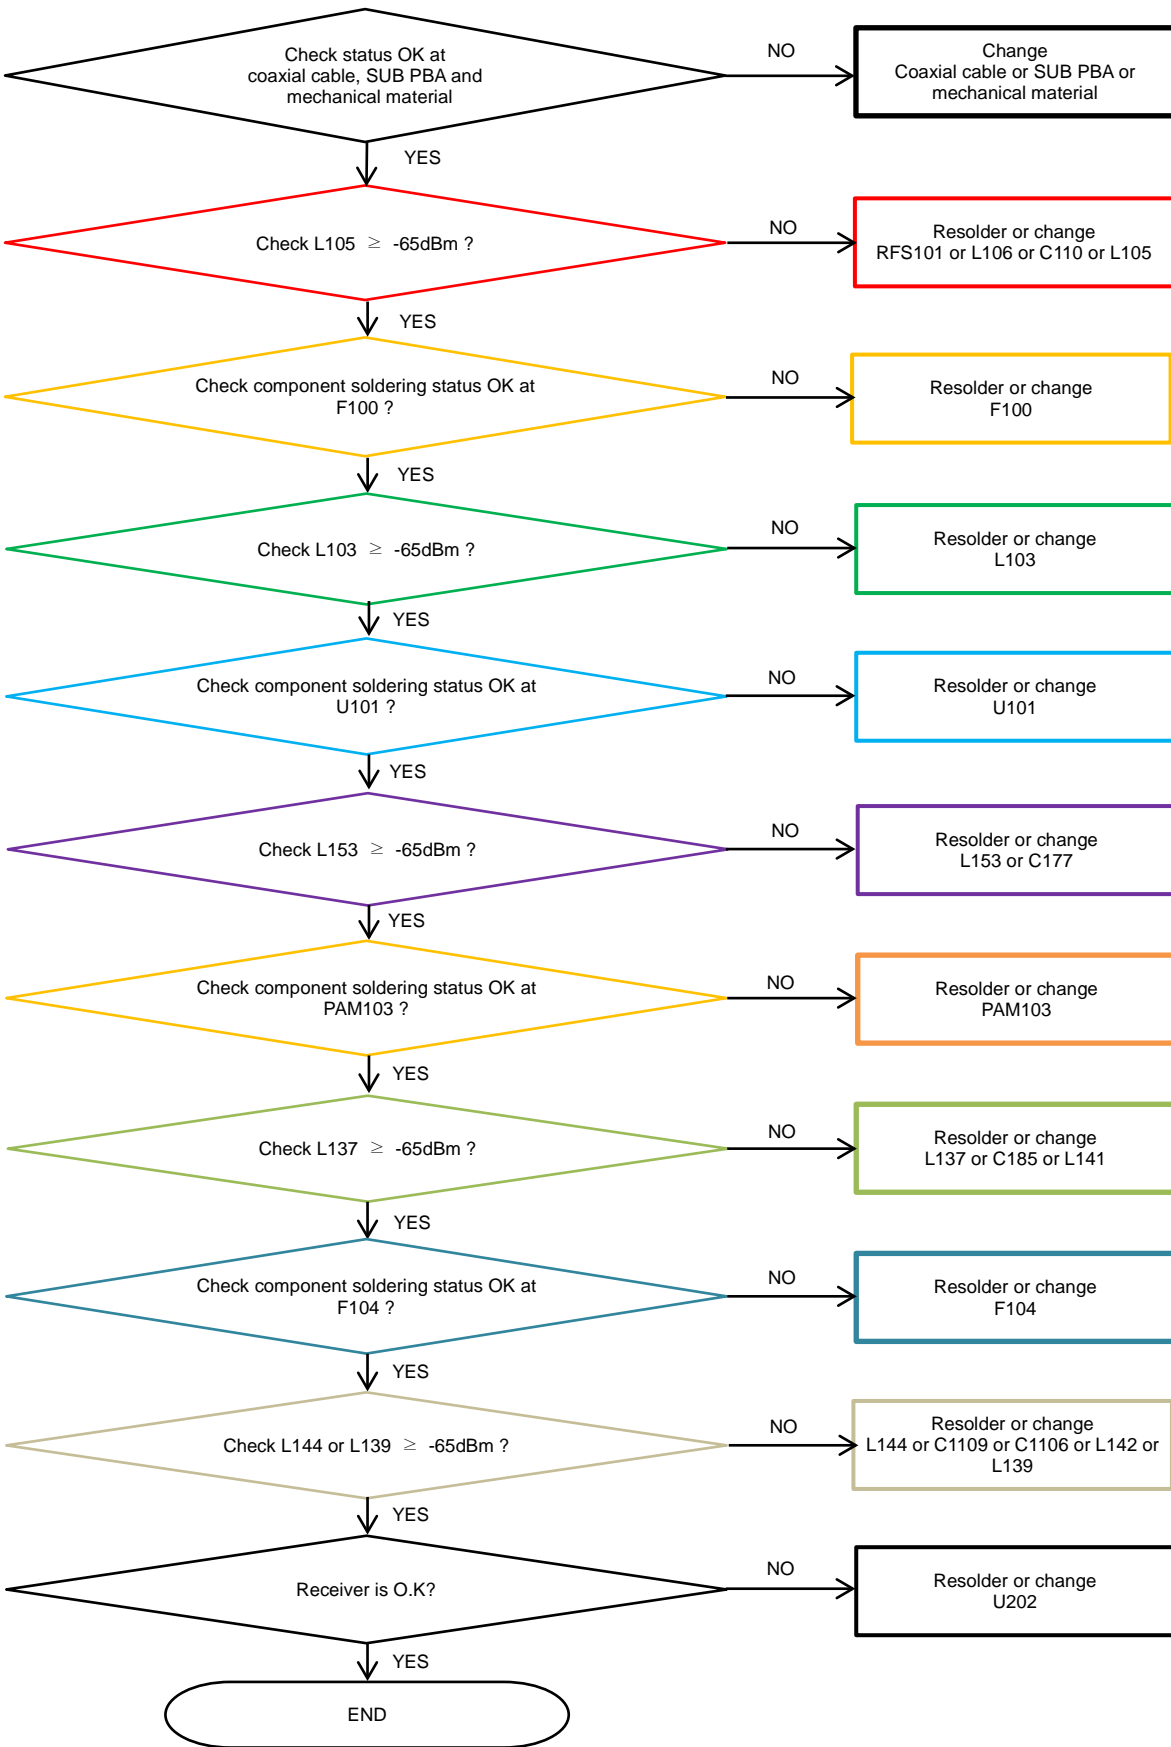 Check status OK at
coaxial cable, SUB PBA and
mechanical material
NO
Change
Coaxial cable or SUB PBA or
mechanical material
YES
Check L105 ≥ -65dBm ?
NO
Resolder or change
RFS101 or L106 or C110 or L105
YES
Check component soldering status OK at
F100 ?
NO
Resolder or change
F100
YES
Check L103 ≥ -65dBm ?
NO
Resolder or change
L103
YES
Check component soldering status OK at
U101 ?
NO
Resolder or change
U101
YES
Check L153 ≥ -65dBm ?
NO
Resolder or change
L153 or C177
YES
Check component soldering status OK at
PAM103 ?
NO
Resolder or change
PAM103
YES
Check L137 ≥ -65dBm ?
NO
Resolder or change
L137 or C185 or L141
YES
Check component soldering status OK at
F104 ?
NO
Resolder or change
F104
YES
Check L144 or L139 ≥ -65dBm ?
NO
Resolder or change
L144 or C1109 or C1106 or L142 or
L139
YES
Receiver is O.K?
NO
Resolder or change
U202
YES
END